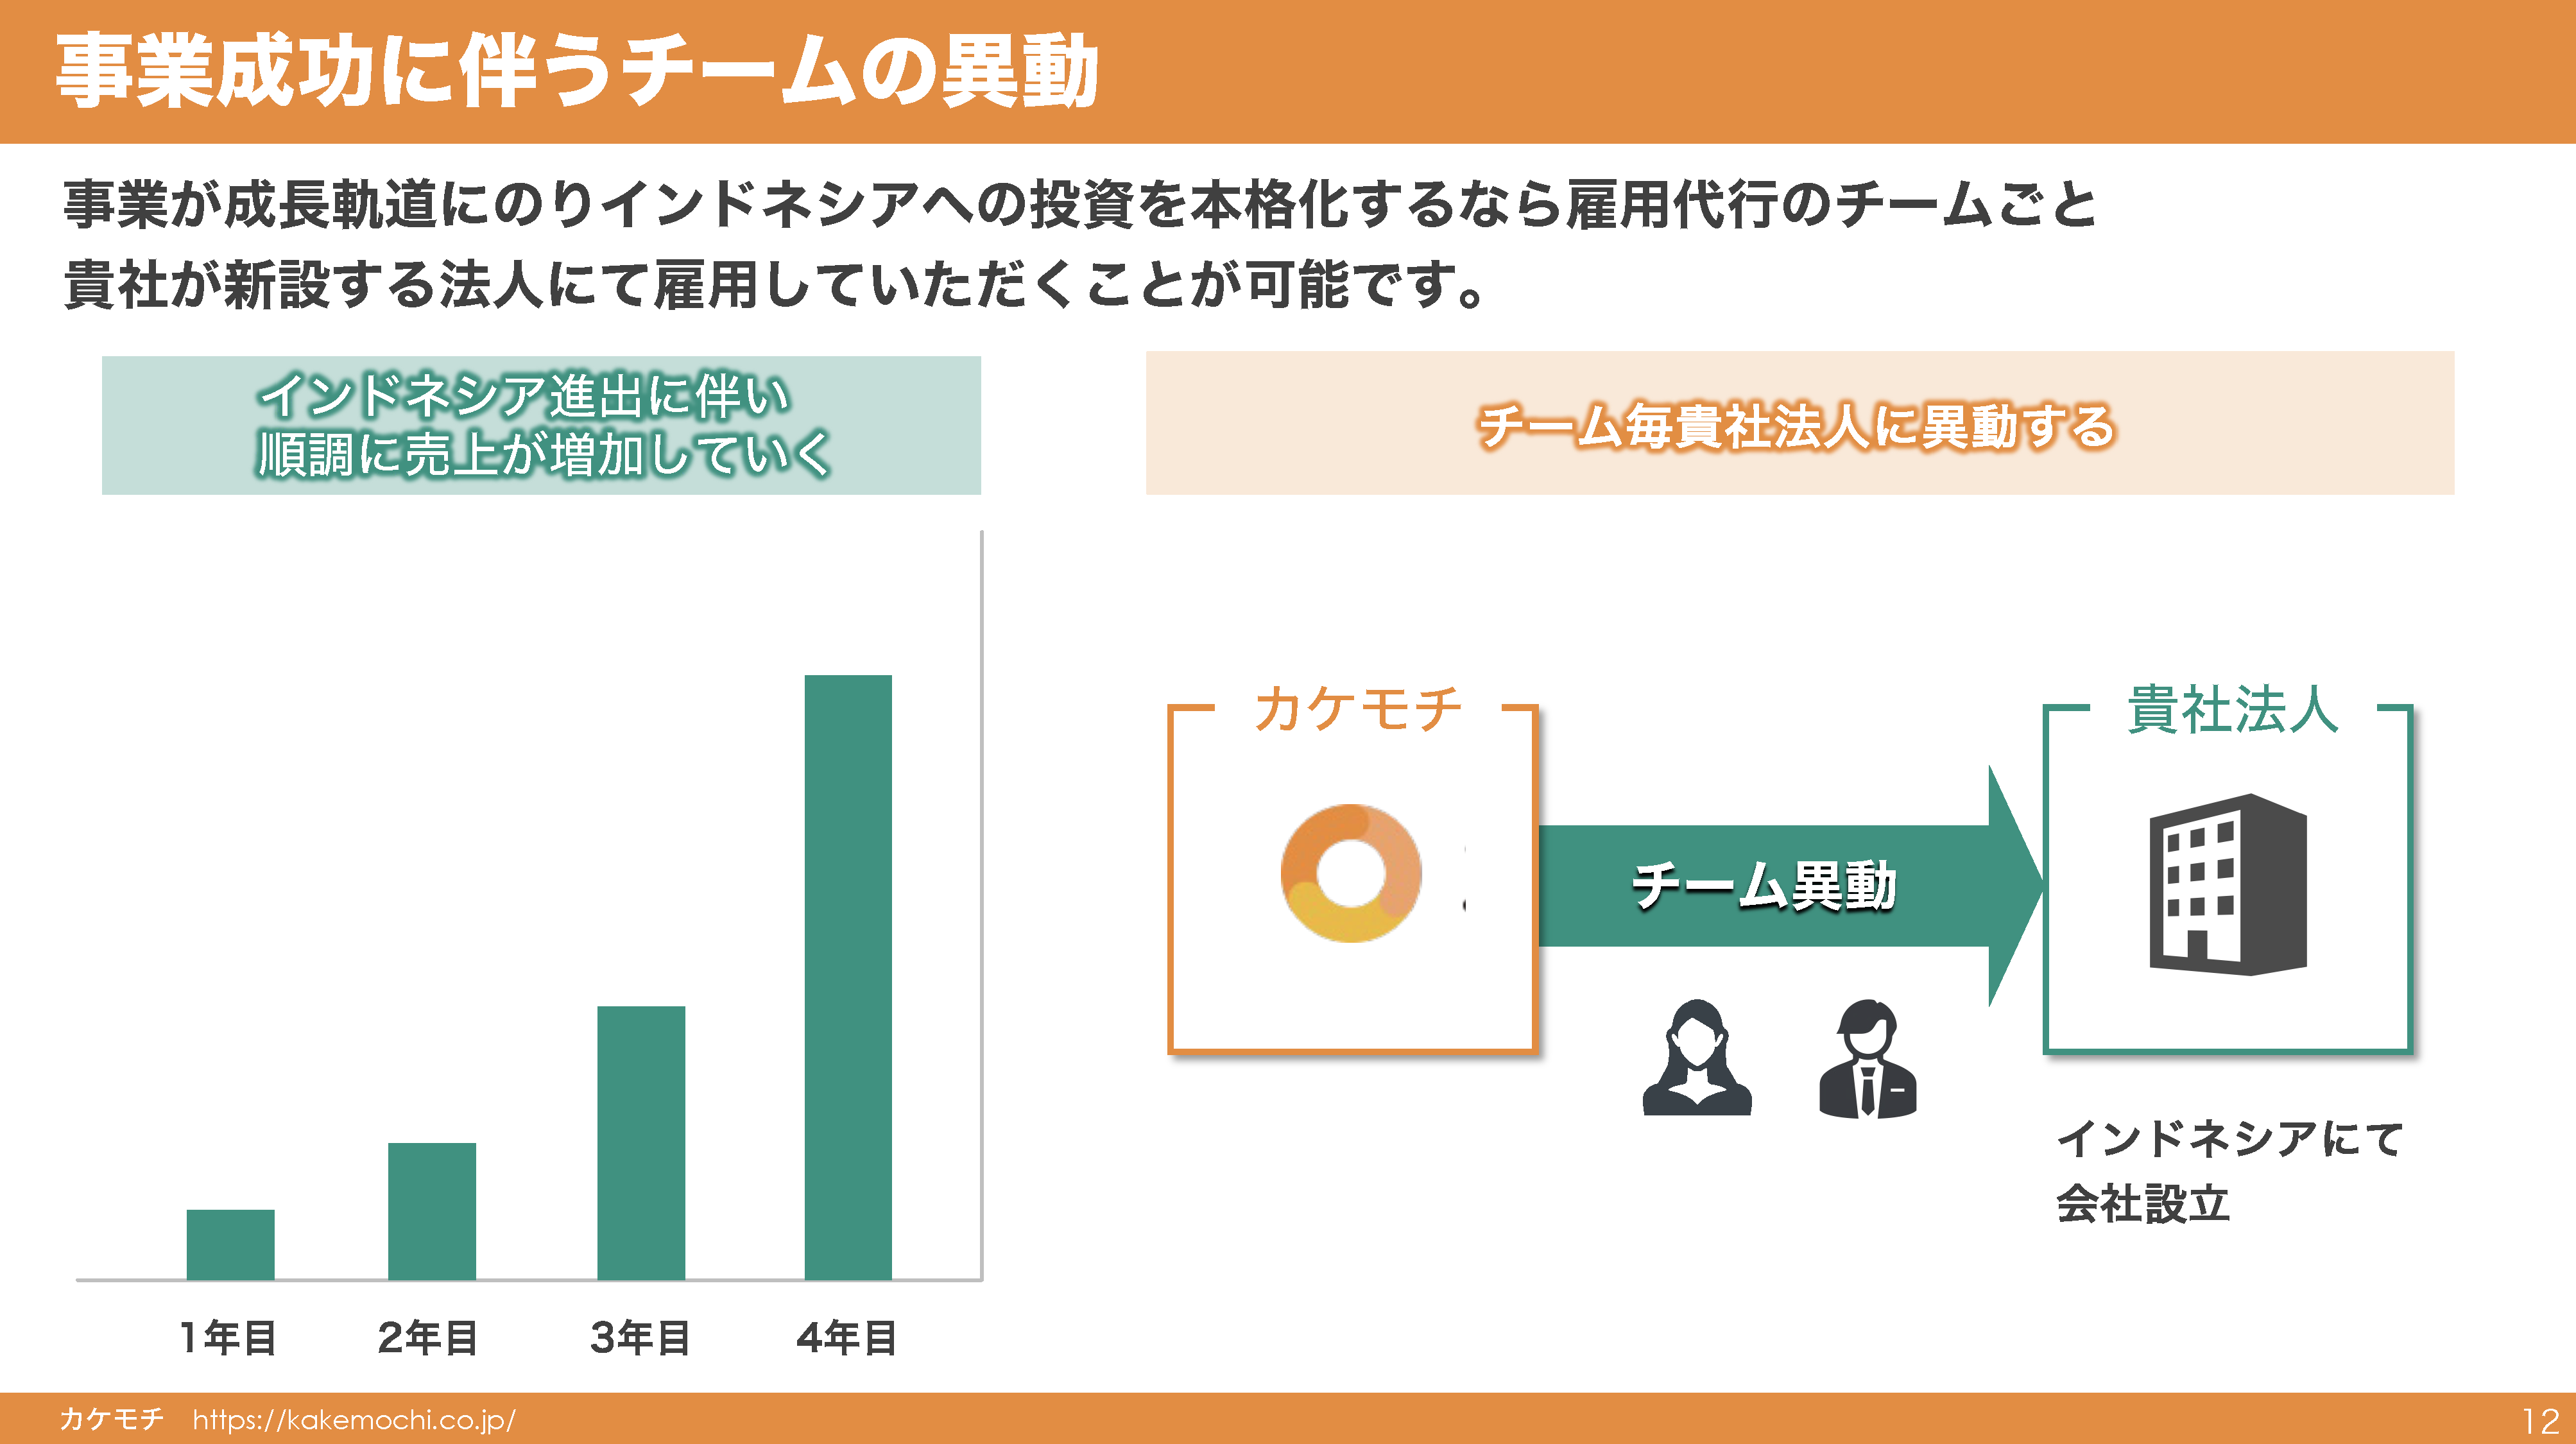 事業成功に伴うチームの異動
事業が成長軌道にのりインドネシアへの投資を本格化するなら雇用代行のチームごと
貴社が新設する法人にて雇用していただくことが可能です。
インドネシア進出に伴い
順調に売上が増加していく
1年目 2年目 3年目 4年目
チーム毎貴社法人に異動する
カケモチ
チーム異動
貴社法人
インドネシアにて
会社設立
カケモチ https://kakemochi.co.jp/
12